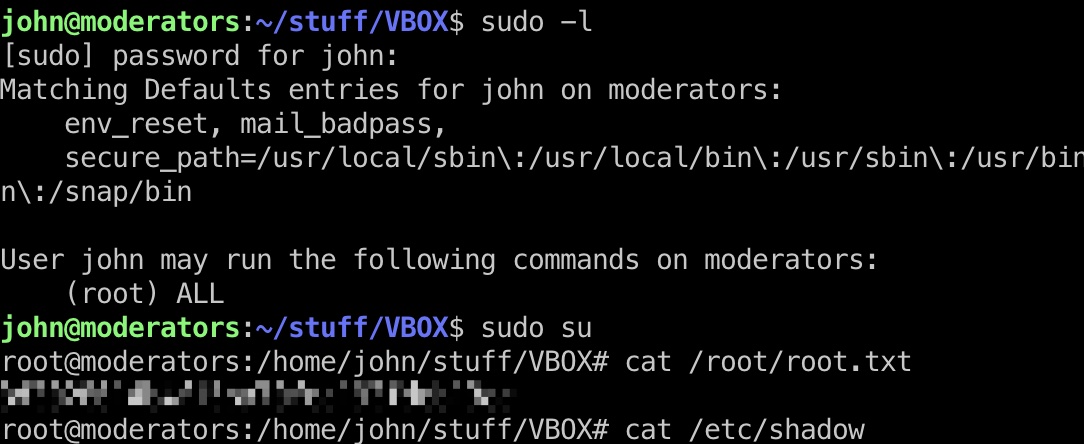 john@moderators:~/stuff/VBOX$ sudo -l
[sudo] password for john:
Matching Defaults entries for john on moderators:
    env_reset, mail_badpass,
    secure_path=/usr/local/sbin\:/usr/local/bin\:/usr/sbin\:/usr/bin
n\:/snap/bin

User john may run the following commands on moderators:
    (root) ALL
john@moderators:~/stuff/VBOX$ sudo su
root@moderators:/home/john/stuff/VBOX# cat /root/root.txt
root@moderators:/home/john/stuff/VBOX# cat /etc/shadow